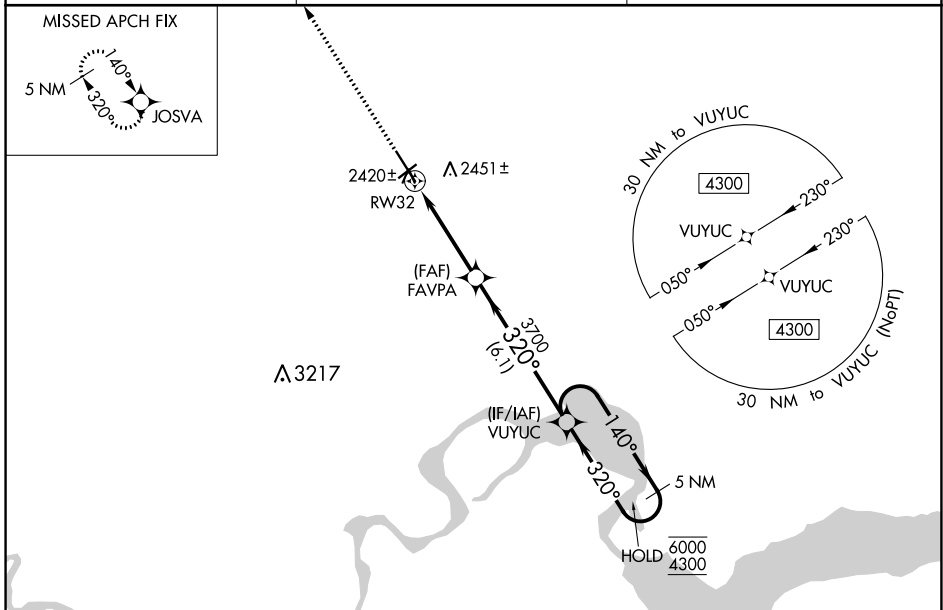 MISSED APCH FIX
140°
5 NM
320°
JOSVA
2420±
2451±
RW32
(FAF)
FAVPA
3700
320°
(6.1)
3217
(IF/IAF)
VUYUC
140°
320°
5 NM
HOLD
6000
4300
30 NM to VUYUC
4300
230°
VUYUC
050°
230°
VUYUC
050°
4300
30 NM to VUYUC (NoPT)